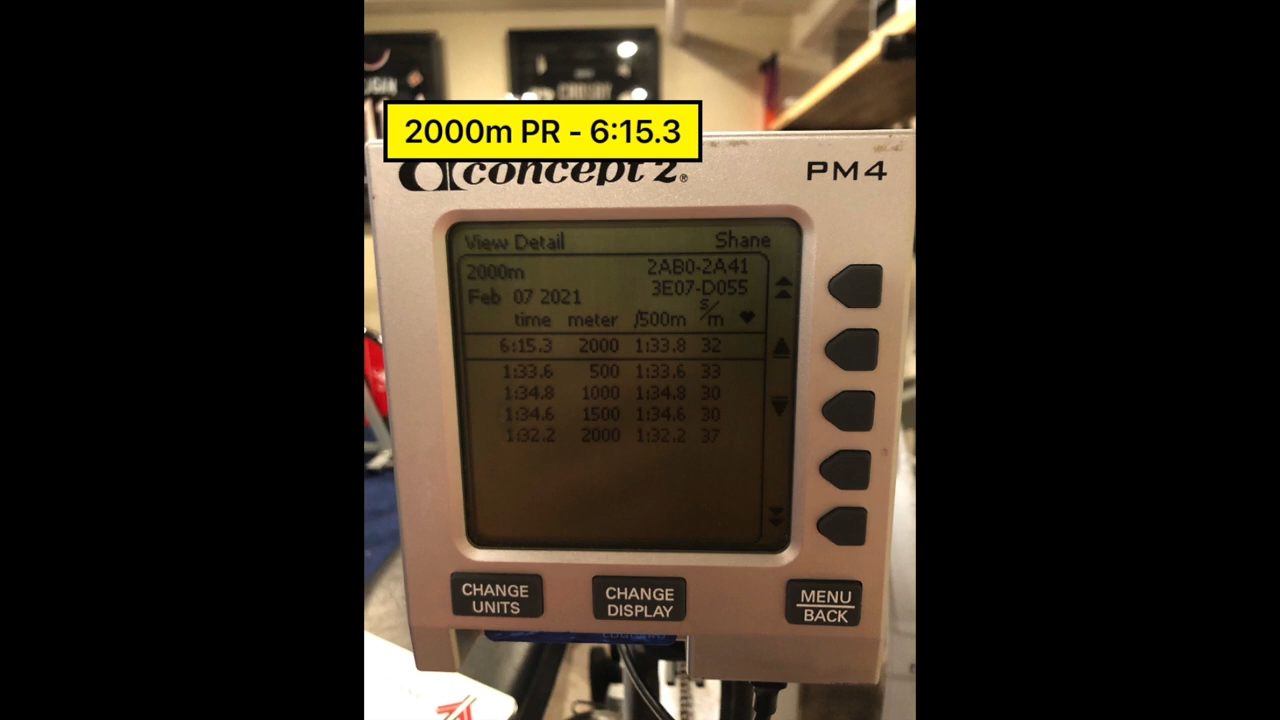 2000m PR - 6:15.3
concept 2®
PM4
View Detail Shane
2000m 2AB0-2A41
Feb 07 2021 3E07-D055
time meter /500m s/m ♥
6:15.3 2000 1:33.8 32
1:33.6 500 1:33.6 33
1:34.8 1000 1:34.8 30
1:34.6 1500 1:34.6 30
1:32.2 2000 1:32.2 37
CHANGE UNITS
CHANGE DISPLAY
MENU
BACK